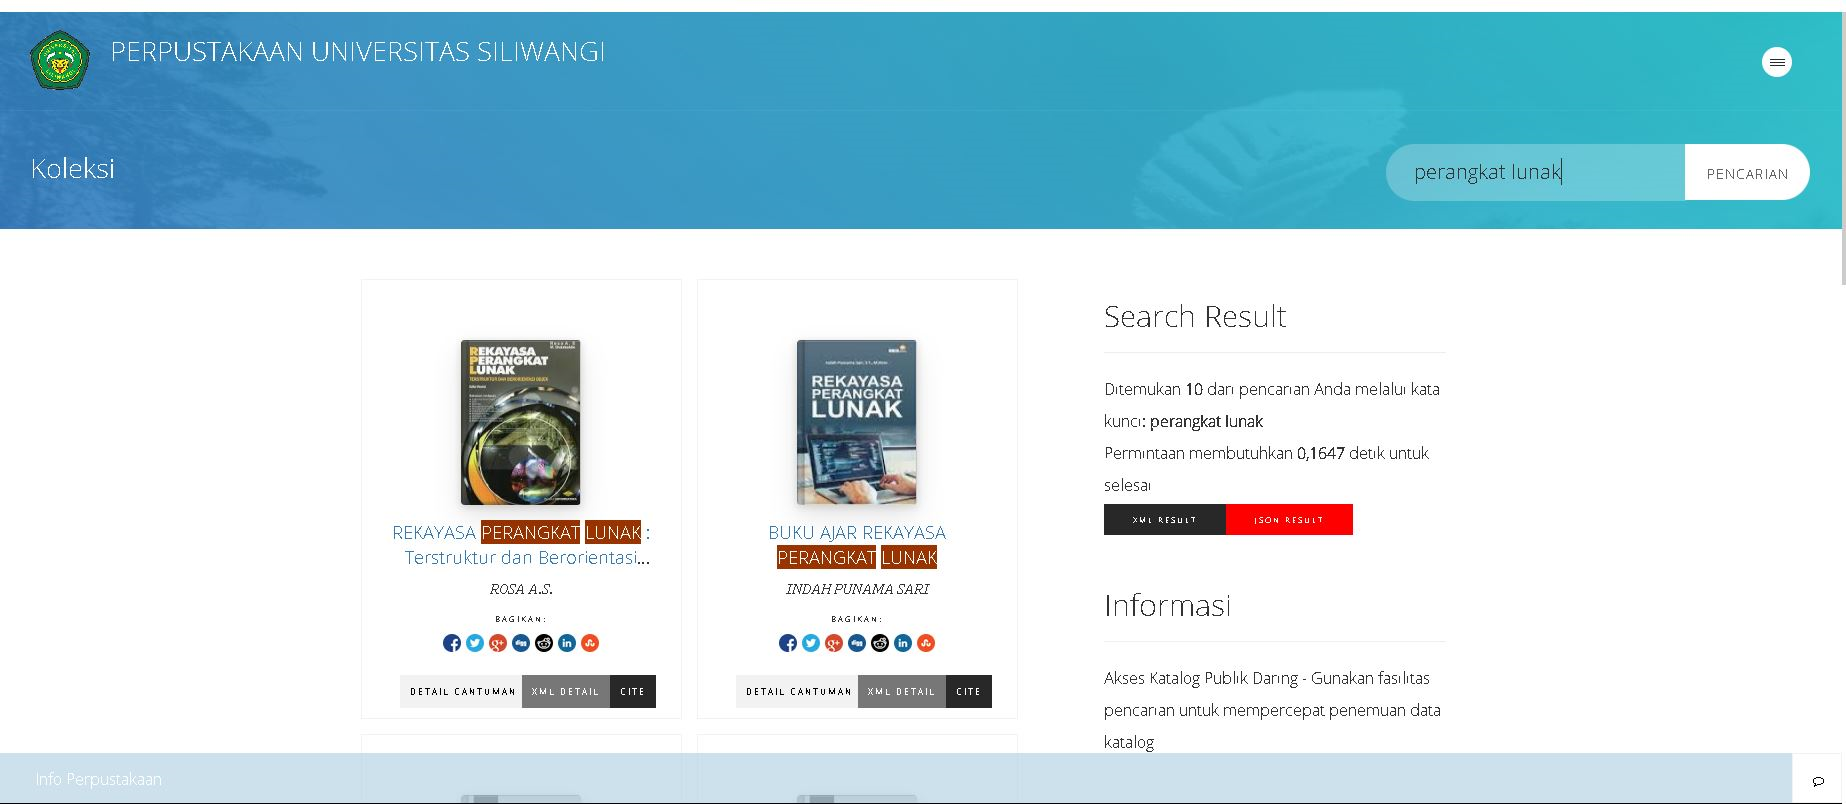 PERPUSTAKAAN UNIVERSITAS SILIWANGI
Koleksi
perangkat lunak
PENCARIAN
REKAYASA
PERANGKAT
LUNAK
TERSTRUKTUR DAN BERORIENTASI OBJEK
REKAYASA PERANGKAT LUNAK :
Terstruktur dan Berorientasi...
ROSA A.S.
BAGIKAN:
DETAIL CANTUMAN XML DETAIL CITE
REKAYASA
PERANGKAT
LUNAK
BUKU AJAR REKAYASA
PERANGKAT LUNAK
INDAH PUNAMA SARI
BAGIKAN:
DETAIL CANTUMAN XML DETAIL CITE
Search Result
Ditemukan 10 dari pencarian Anda melalui kata
kunci: perangkat lunak
Permintaan membutuhkan 0,1647 detik untuk
selesai
XML RESULT JSON RESULT
Informasi
Akses Katalog Publik Daring - Gunakan fasilitas
pencarian untuk mempercepat penemuan data
katalog
Info Perpustakaan